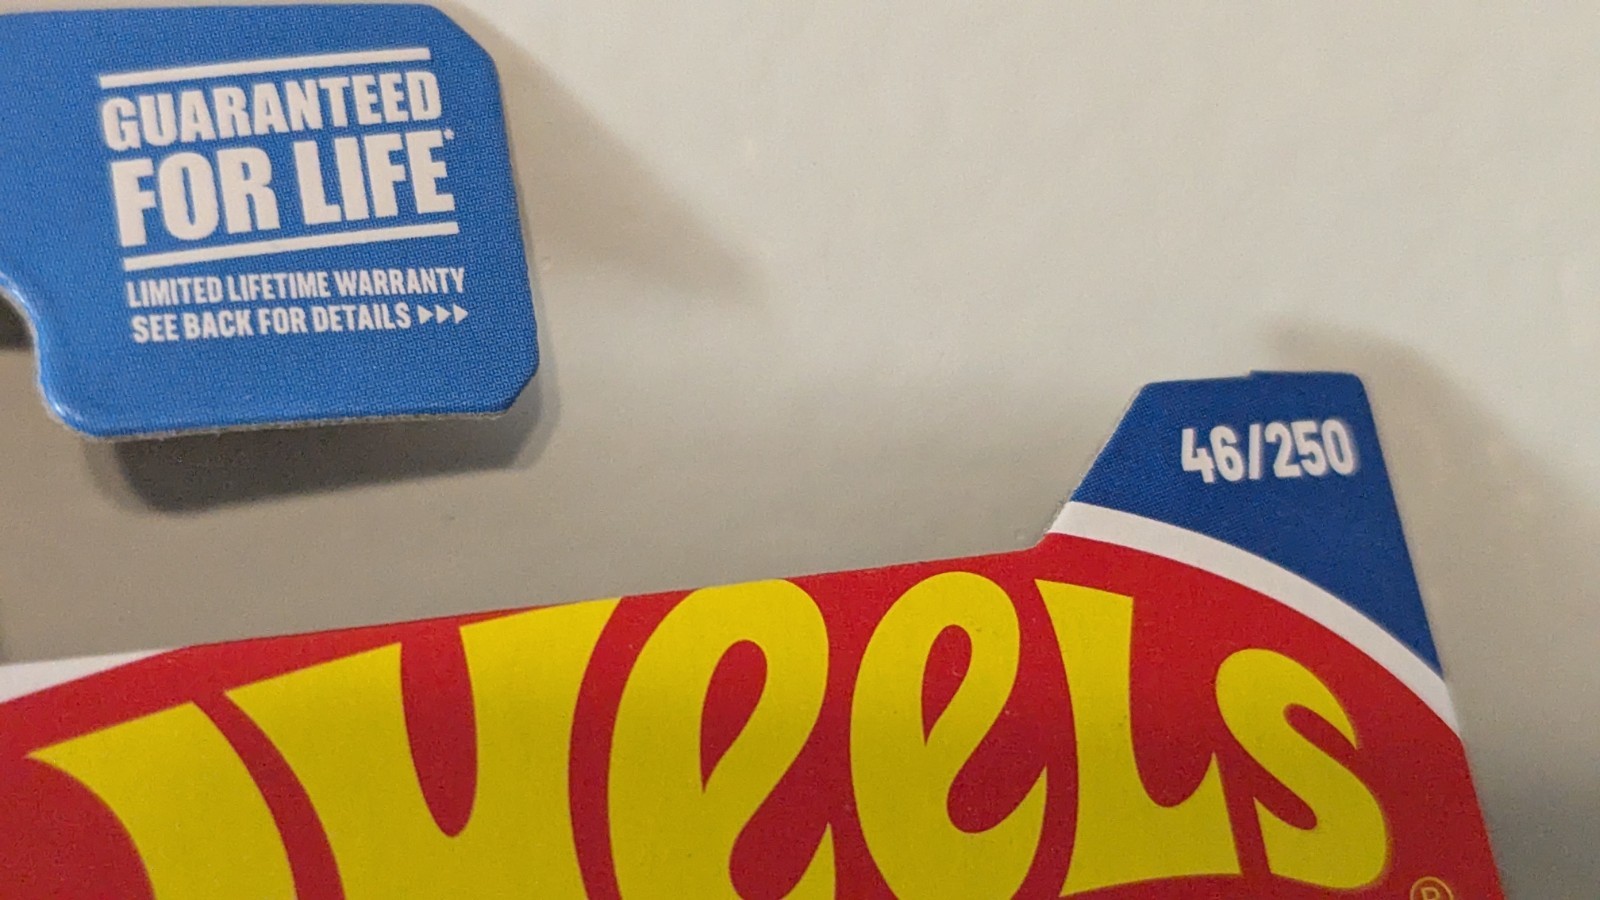 GUARANTEED
FOR LIFE*
LIMITED LIFETIME WARRANTY
SEE BACK FOR DETAILS ▸▸▸
46/250
Wheels
®